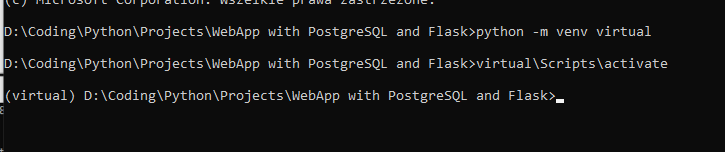 (c) Microsoft Corporation. Wszelkie prawa zastrzeżone.
D:\Coding\Python\Projects\WebApp with PostgreSQL and Flask>python -m venv virtual
D:\Coding\Python\Projects\WebApp with PostgreSQL and Flask>virtual\Scripts\activate
(virtual) D:\Coding\Python\Projects\WebApp with PostgreSQL and Flask>